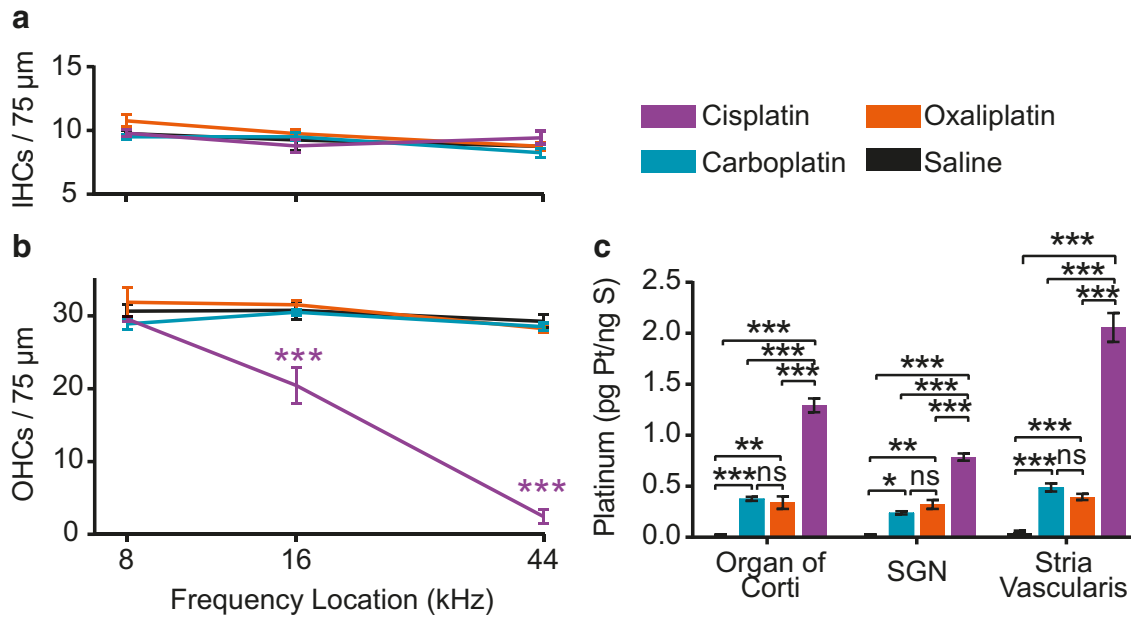 a
15
10
5
IHCs / 75 µm
Cisplatin
Oxaliplatin
Carboplatin
Saline
b
30
20
10
0
OHCs / 75 µm
***
***
8
16
44
Frequency Location (kHz)
c
2.5
2.0
1.5
1.0
0.5
0.0
Platinum (pg Pt/ng S)
***
***
***
**
***
ns
***
***
***
**
*
ns
***
***
***
***
***
ns
Organ of
Corti
SGN
Stria
Vascularis